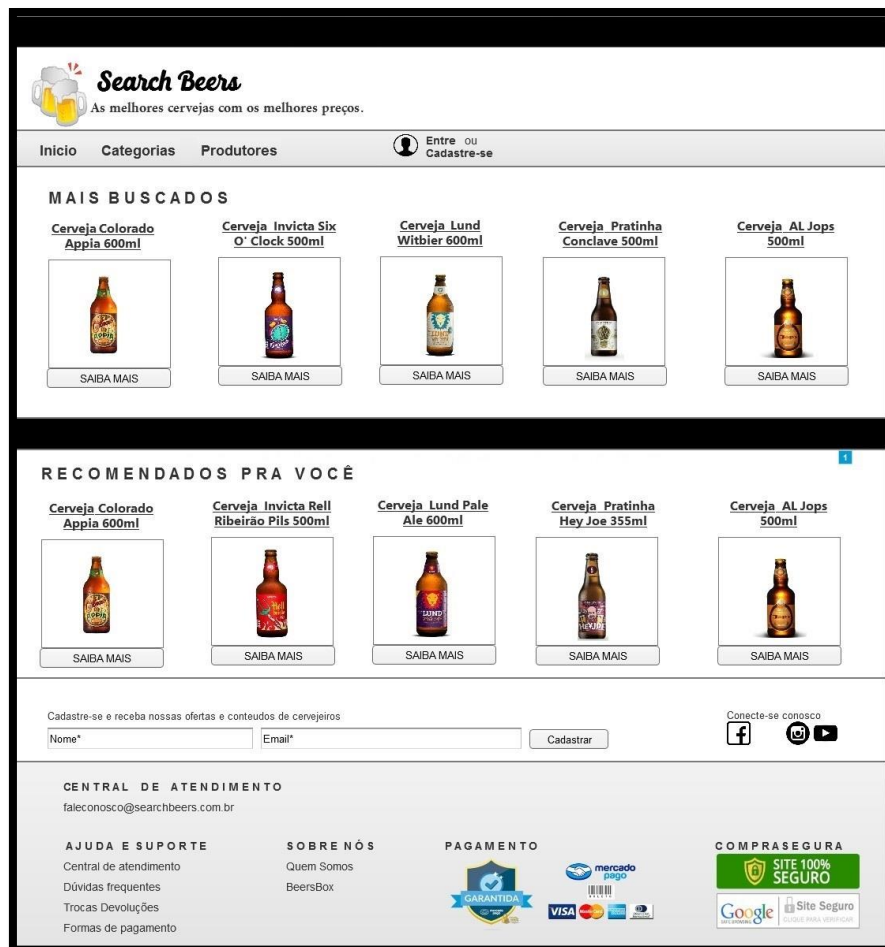 Search Beers
As melhores cervejas com os melhores preços.
Inicio Categorias Produtores
Entre ou
Cadastre-se
MAIS BUSCADOS
Cerveja Colorado
Appia 600ml
Cerveja Invicta Six
O' Clock 500ml
Cerveja Lund
Witbier 600ml
Cerveja Pratinha
Conclave 500ml
Cerveja AL Jops
500ml
SAIBA MAIS SAIBA MAIS SAIBA MAIS SAIBA MAIS SAIBA MAIS
1
RECOMENDADOS PRA VOCÊ
Cerveja Colorado
Appia 600ml
Cerveja Invicta Rell
Ribeirão Pils 500ml
Cerveja Lund Pale
Ale 600ml
Cerveja Pratinha
Hey Joe 355ml
Cerveja AL Jops
500ml
LUND
SAIBA MAIS SAIBA MAIS SAIBA MAIS SAIBA MAIS SAIBA MAIS
Cadastre-se e receba nossas ofertas e conteudos de cervejeiros
Nome* Email* Cadastrar
Conecte-se conosco
CENTRAL DE ATENDIMENTO
faleconosco@searchbeers.com.br
AJUDA E SUPORTE
Central de atendimento
Dúvidas frequentes
Trocas Devoluções
Formas de pagamento
SOBRE NÓS
Quem Somos
BeersBox
PAGAMENTO
GARANTIDA
mercado
pago
VISA
COMPRASEGURA
SITE 100%
SEGURO
Google
Site Seguro
CLIQUE PARA VERIFICAR